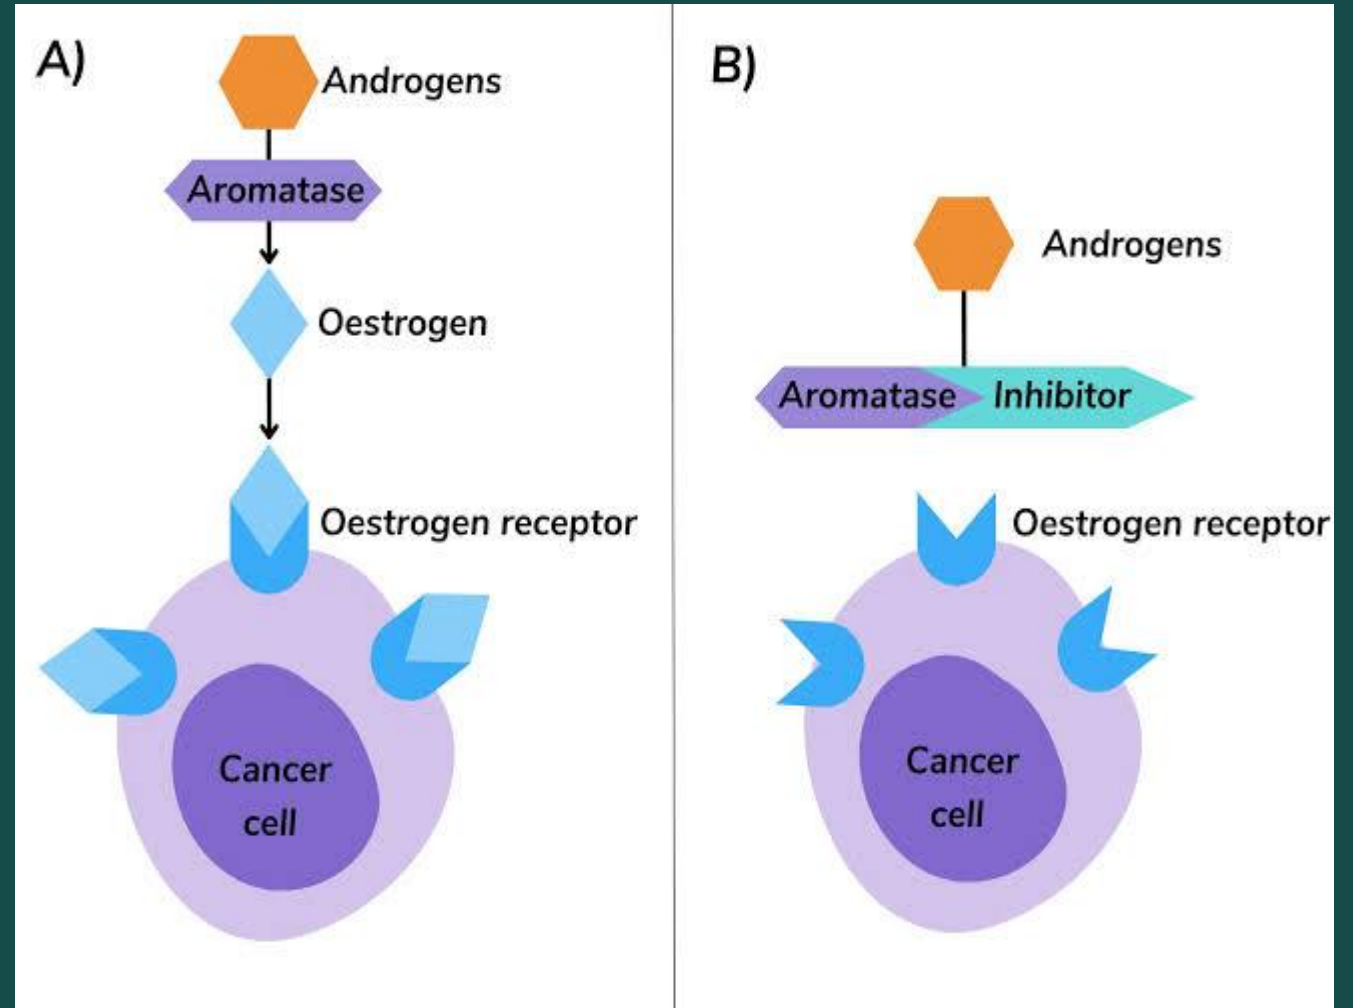 A)
Androgens
Aromatase
Oestrogen
Oestrogen receptor
Cancer
cell
B)
Androgens
Aromatase Inhibitor
Oestrogen receptor
Cancer
cell